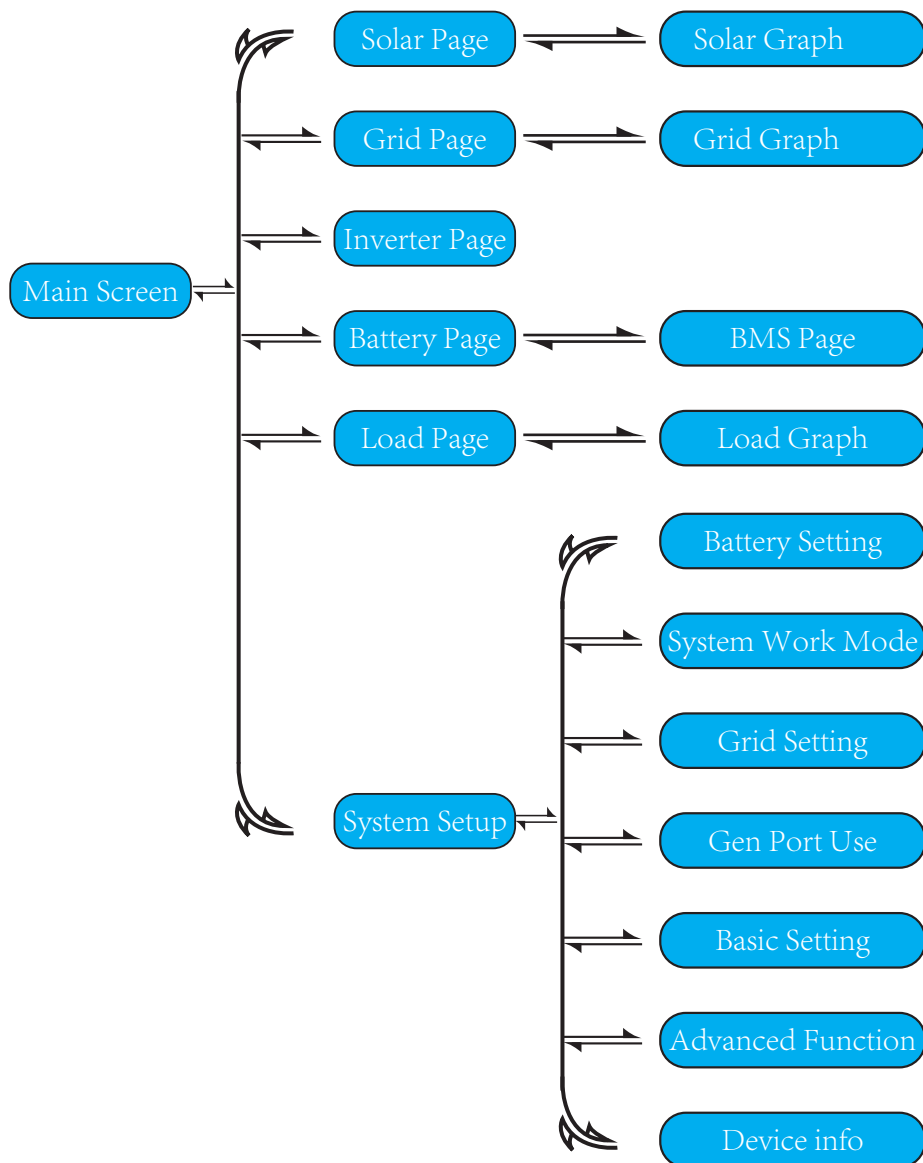 Solar Page
Solar Graph
Grid Page
Grid Graph
Inverter Page
Main Screen
Battery Page
BMS Page
Load Page
Load Graph
Battery Setting
System Work Mode
Grid Setting
System Setup
Gen Port Use
Basic Setting
Advanced Function
Device info